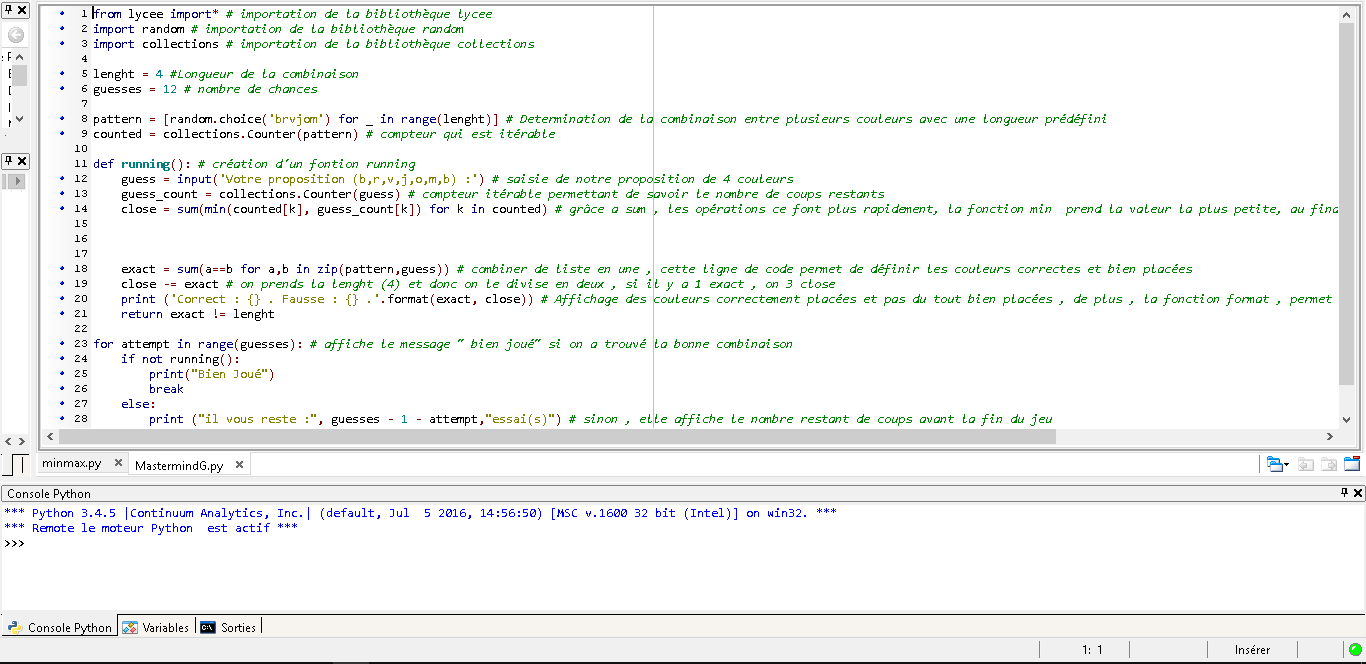 1 from lycee import* # importation de la bibliothèque lycee
2 import random # importation de la bibliothèque random
3 import collections # importation de la bibliothèque collections
4
5 lenght = 4 #Longueur de la combinaison
6 guesses = 12 # nombre de chances
7
8 pattern = [random.choice('brvjom') for _ in range(lenght)] # Determination de la combinaison entre plusieurs couleurs avec une longueur prédéfini
9 counted = collections.Counter(pattern) # compteur qui est itérable
10
11 def running(): # création d'un fontion running
12 guess = input('Votre proposition (b,r,v,j,o,m,b) :') # saisie de notre proposition de 4 couleurs
13 guess_count = collections.Counter(guess) # compteur itérable permettant de savoir le nombre de coups restants
14 close = sum(min(counted[k], guess_count[k]) for k in counted) # grâce a sum , les opérations ce font plus rapidement, la fonction min prend la valeur la plus petite, au fina
15
16
17
18 exact = sum(a==b for a,b in zip(pattern,guess)) # combiner de liste en une , cette ligne de code permet de définir les couleurs correctes et bien placées
19 close -= exact # on prends la lenght (4) et donc on le divise en deux , si il y a 1 exact , on 3 close
20 print ('Correct : {} . Fausse : {} .'.format(exact, close)) # Affichage des couleurs correctement placées et pas du tout bien placées , de plus , la fonction format , permet
21 return exact != lenght
22
23 for attempt in range(guesses): # affiche le message " bien joué" si on a trouvé la bonne combinaison
24 if not running():
25 print("Bien Joué")
26 break
27 else:
28 print ("il vous reste :", guesses - 1 - attempt,"essai(s)") # sinon , elle affiche le nombre restant de coups avant la fin du jeu
minmax.py
MastermindG.py
Console Python
*** Python 3.4.5 |Continuum Analytics, Inc.| (default, Jul  5 2016, 14:56:50) [MSC v.1600 32 bit (Intel)] on win32. ***
*** Remote le moteur Python  est actif ***
>>>
Console Python
Variables
Sorties
1: 1
Insérer